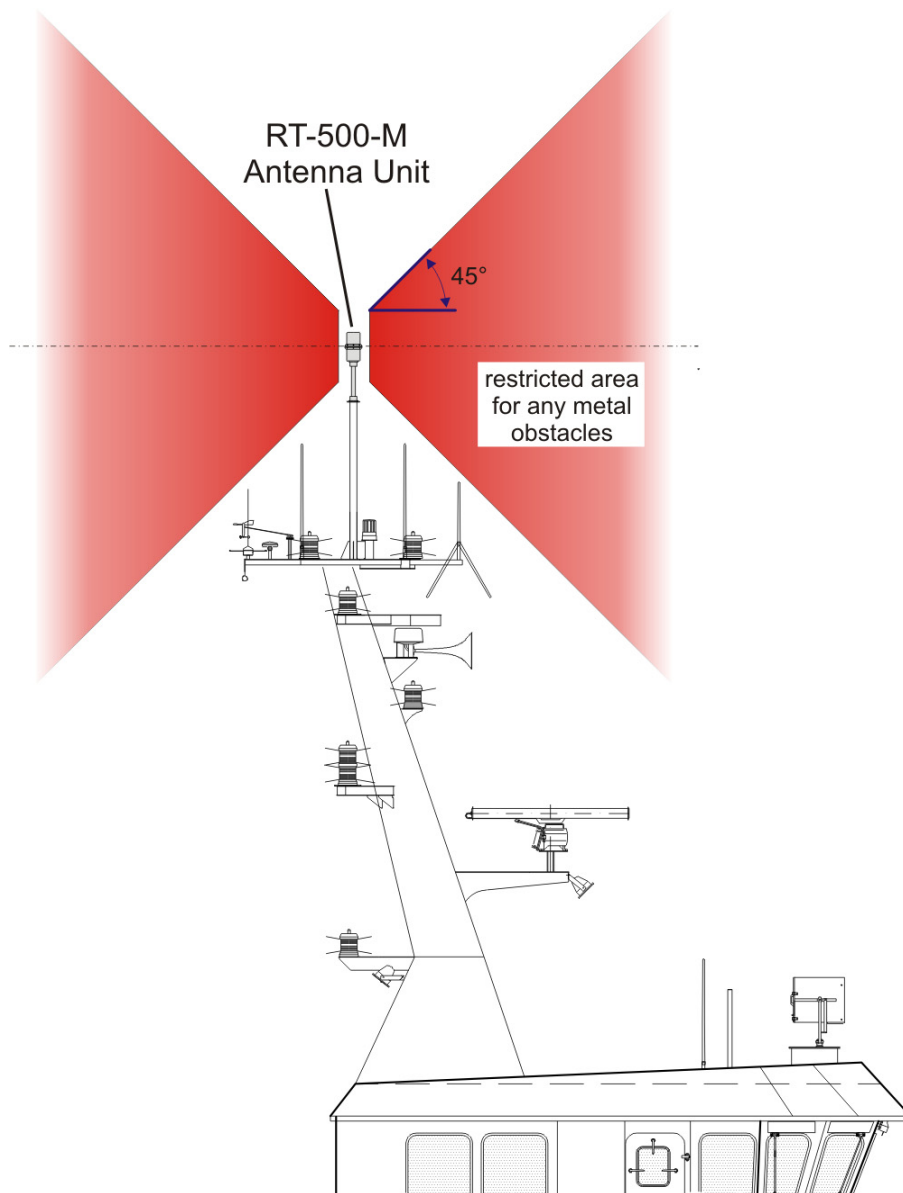 RT-500-M
Antenna Unit
45°
restricted area
for any metal
obstacles